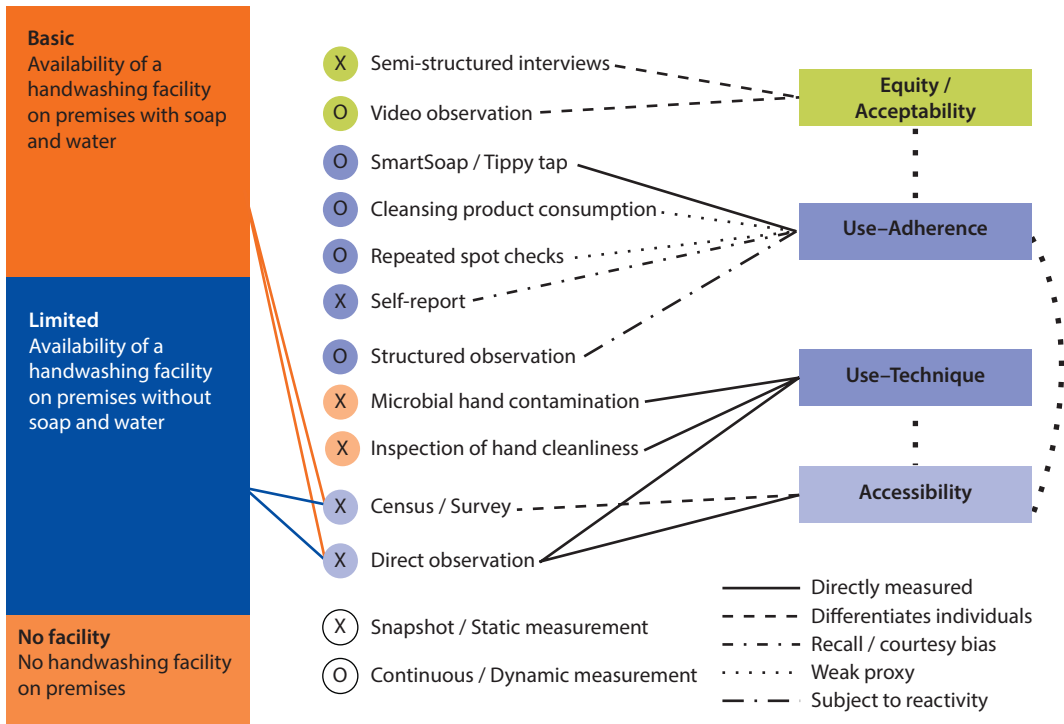 Basic
Availability of a
handwashing facility
on premises with soap
and water
Limited
Availability of a
handwashing facility
on premises without
soap and water
No facility
No handwashing facility
on premises
X Semi-structured interviews
O Video observation
O SmartSoap / Tippy tap
O Cleansing product consumption
O Repeated spot checks
X Self-report
O Structured observation
X Microbial hand contamination
X Inspection of hand cleanliness
X Census / Survey
X Direct observation
X Snapshot / Static measurement
O Continuous / Dynamic measurement
Equity /
Acceptability
Use–Adherence
Use–Technique
Accessibility
Directly measured
Differentiates individuals
Recall / courtesy bias
Weak proxy
Subject to reactivity